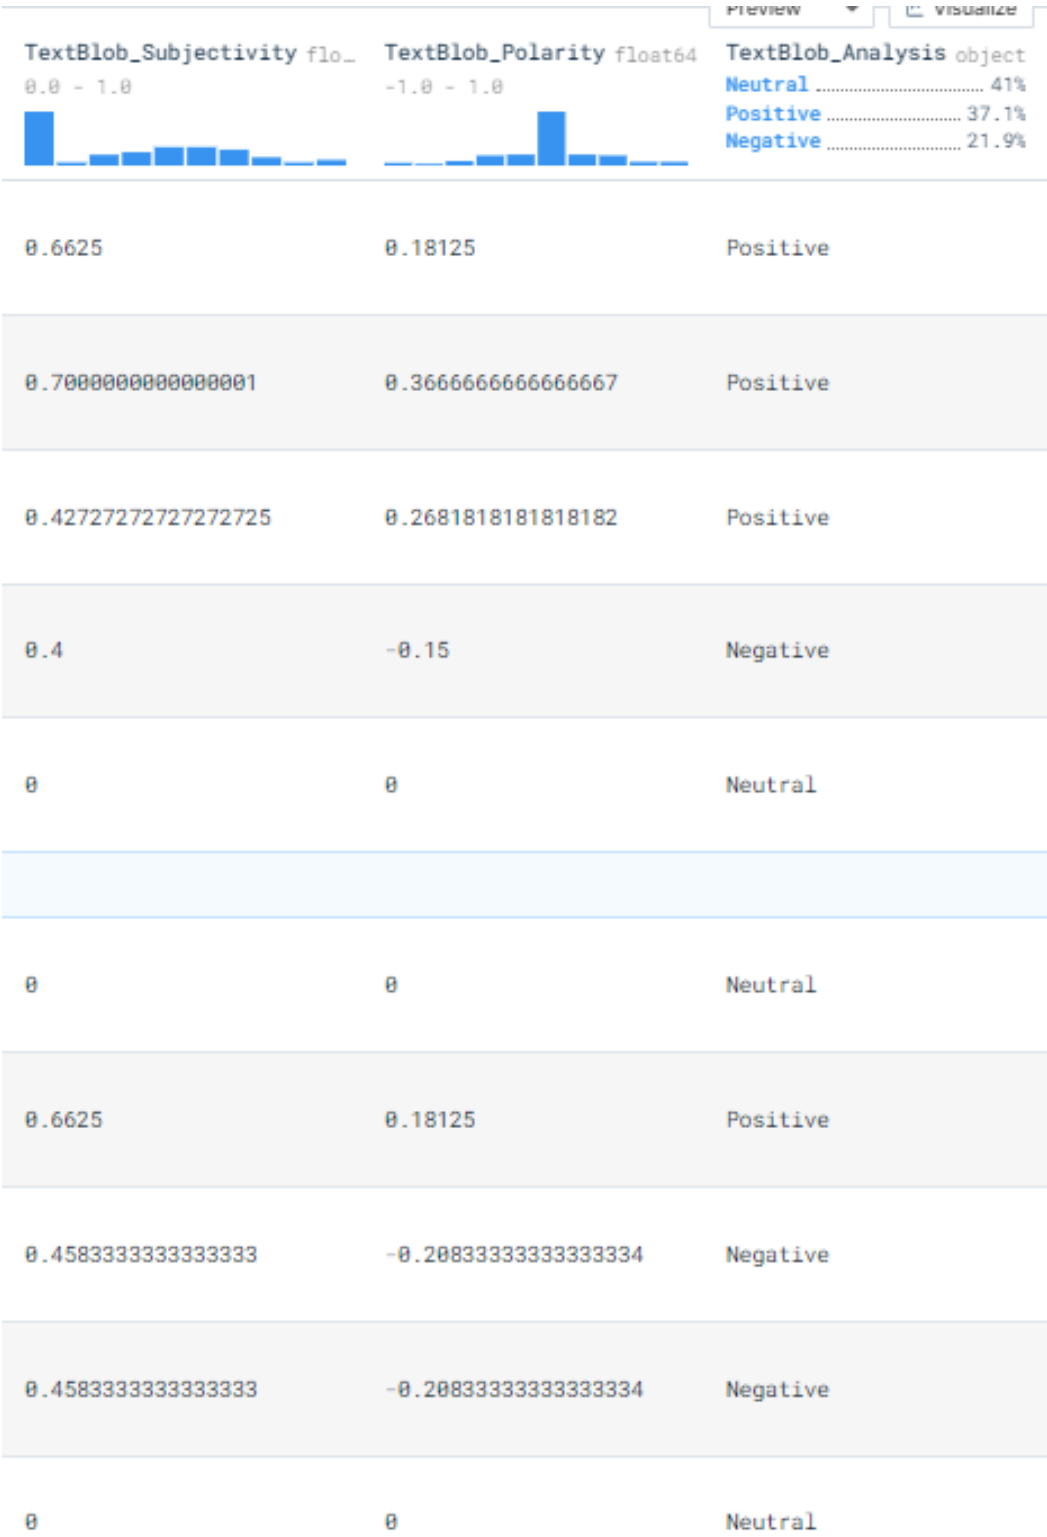 Preview Visualize
TextBlob_Subjectivity flo… TextBlob_Polarity float64 TextBlob_Analysis object
0.0 - 1.0 -1.0 - 1.0 Neutral 41%
Positive 37.1%
Negative 21.9%
0.6625 0.18125 Positive
0.7000000000000001 0.3666666666666667 Positive
0.42727272727272725 0.2681818181818182 Positive
0.4 -0.15 Negative
0 0 Neutral
0 0 Neutral
0.6625 0.18125 Positive
0.4583333333333333 -0.20833333333333334 Negative
0.4583333333333333 -0.20833333333333334 Negative
0 0 Neutral